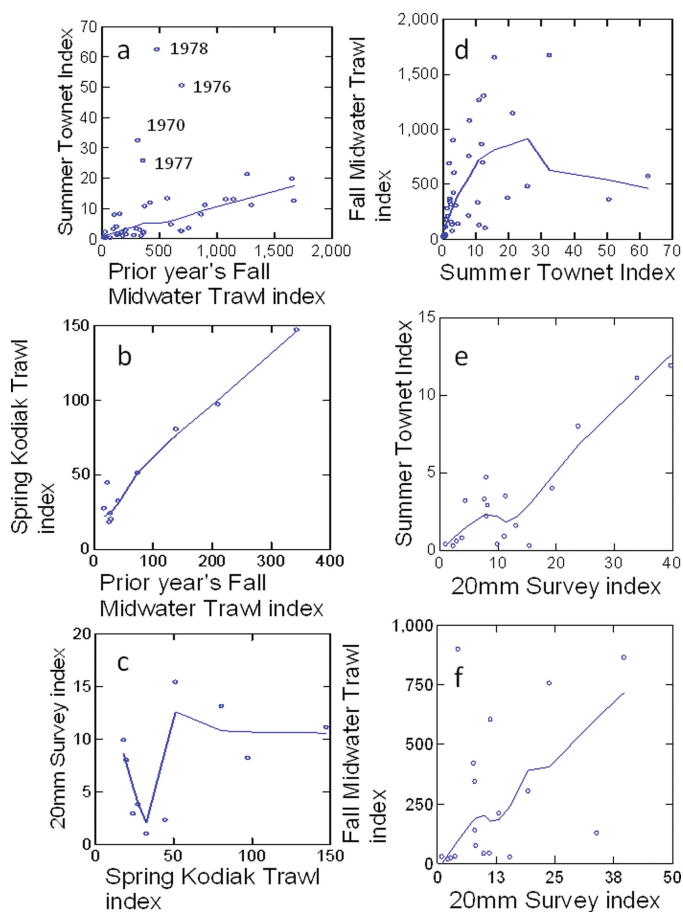 a
70
60
50
40
30
20
10
0
1978
1976
1970
1977
Summer Townet Index
0 500 1,000 1,500 2,000
Prior year's Fall
Midwater Trawl index
d
2,000
1,500
1,000
500
0
Fall Midwater Trawl
index
0 10 20 30 40 50 60 70
Summer Townet Index
b
150
100
50
0
Spring Kodiak Trawl
index
0 100 200 300 400
Prior year's Fall
Midwater Trawl index
e
15
10
5
0
Summer Townet Index
0 10 20 30 40
20mm Survey index
c
20
15
10
5
0
20mm Survey index
0 50 100 150
Spring Kodiak Trawl
index
f
1,000
750
500
250
0
Fall Midwater Trawl
index
0 13 25 38 50
20mm Survey index